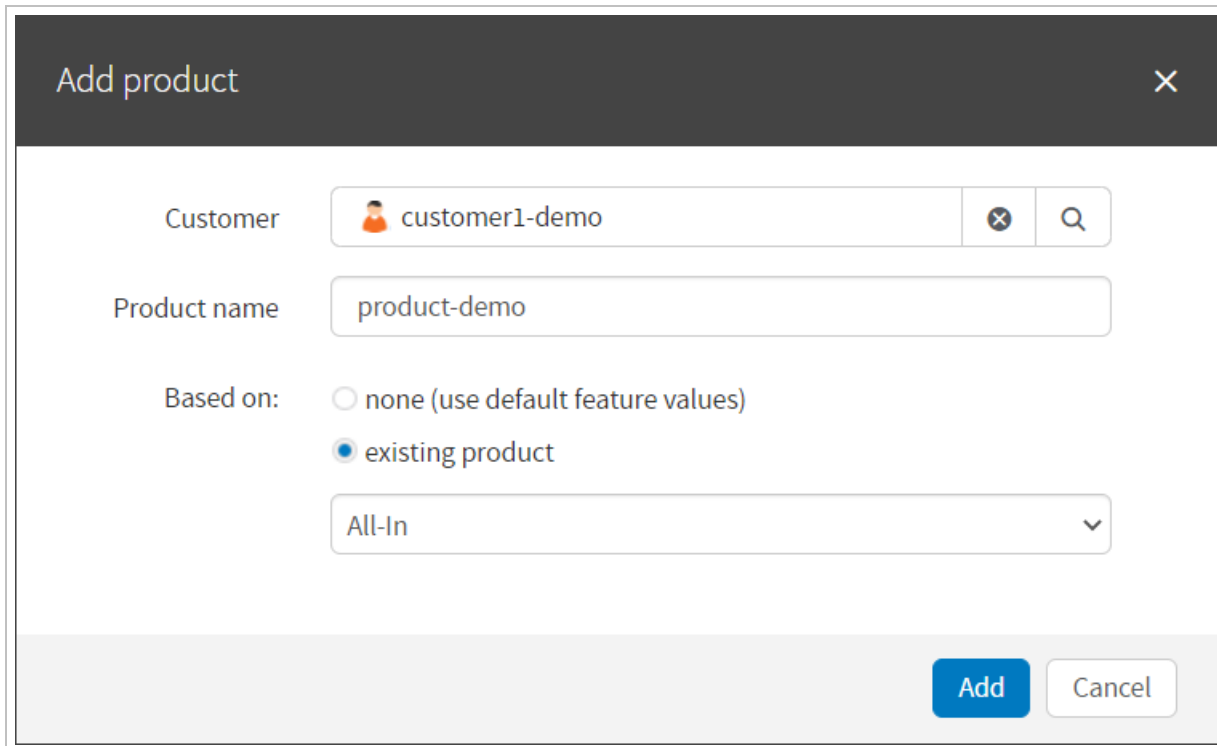 Add product
Customer
customer1-demo
Product name
product-demo
Based on:
none (use default feature values)
existing product
All-In
Add
Cancel